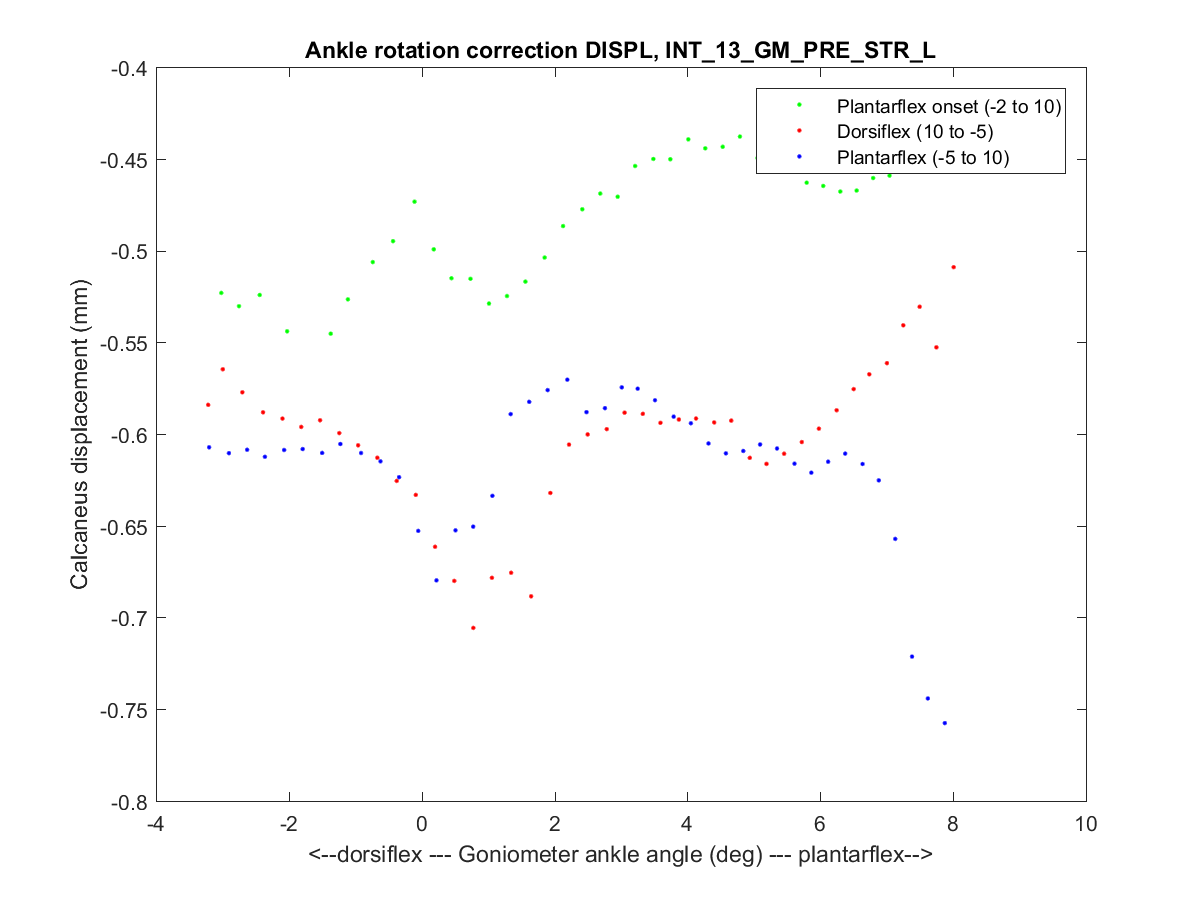 Ankle rotation correction DISPL, INT_13_GM_PRE_STR_L
Plantarflex onset (-2 to 10)
Dorsiflex (10 to -5)
Plantarflex (-5 to 10)
Calcaneus displacement (mm)
-0.4
-0.45
-0.5
-0.55
-0.6
-0.65
-0.7
-0.75
-0.8
-4 -2 0 2 4 6 8 10
<--dorsiflex --- Goniometer ankle angle (deg) --- plantarflex-->